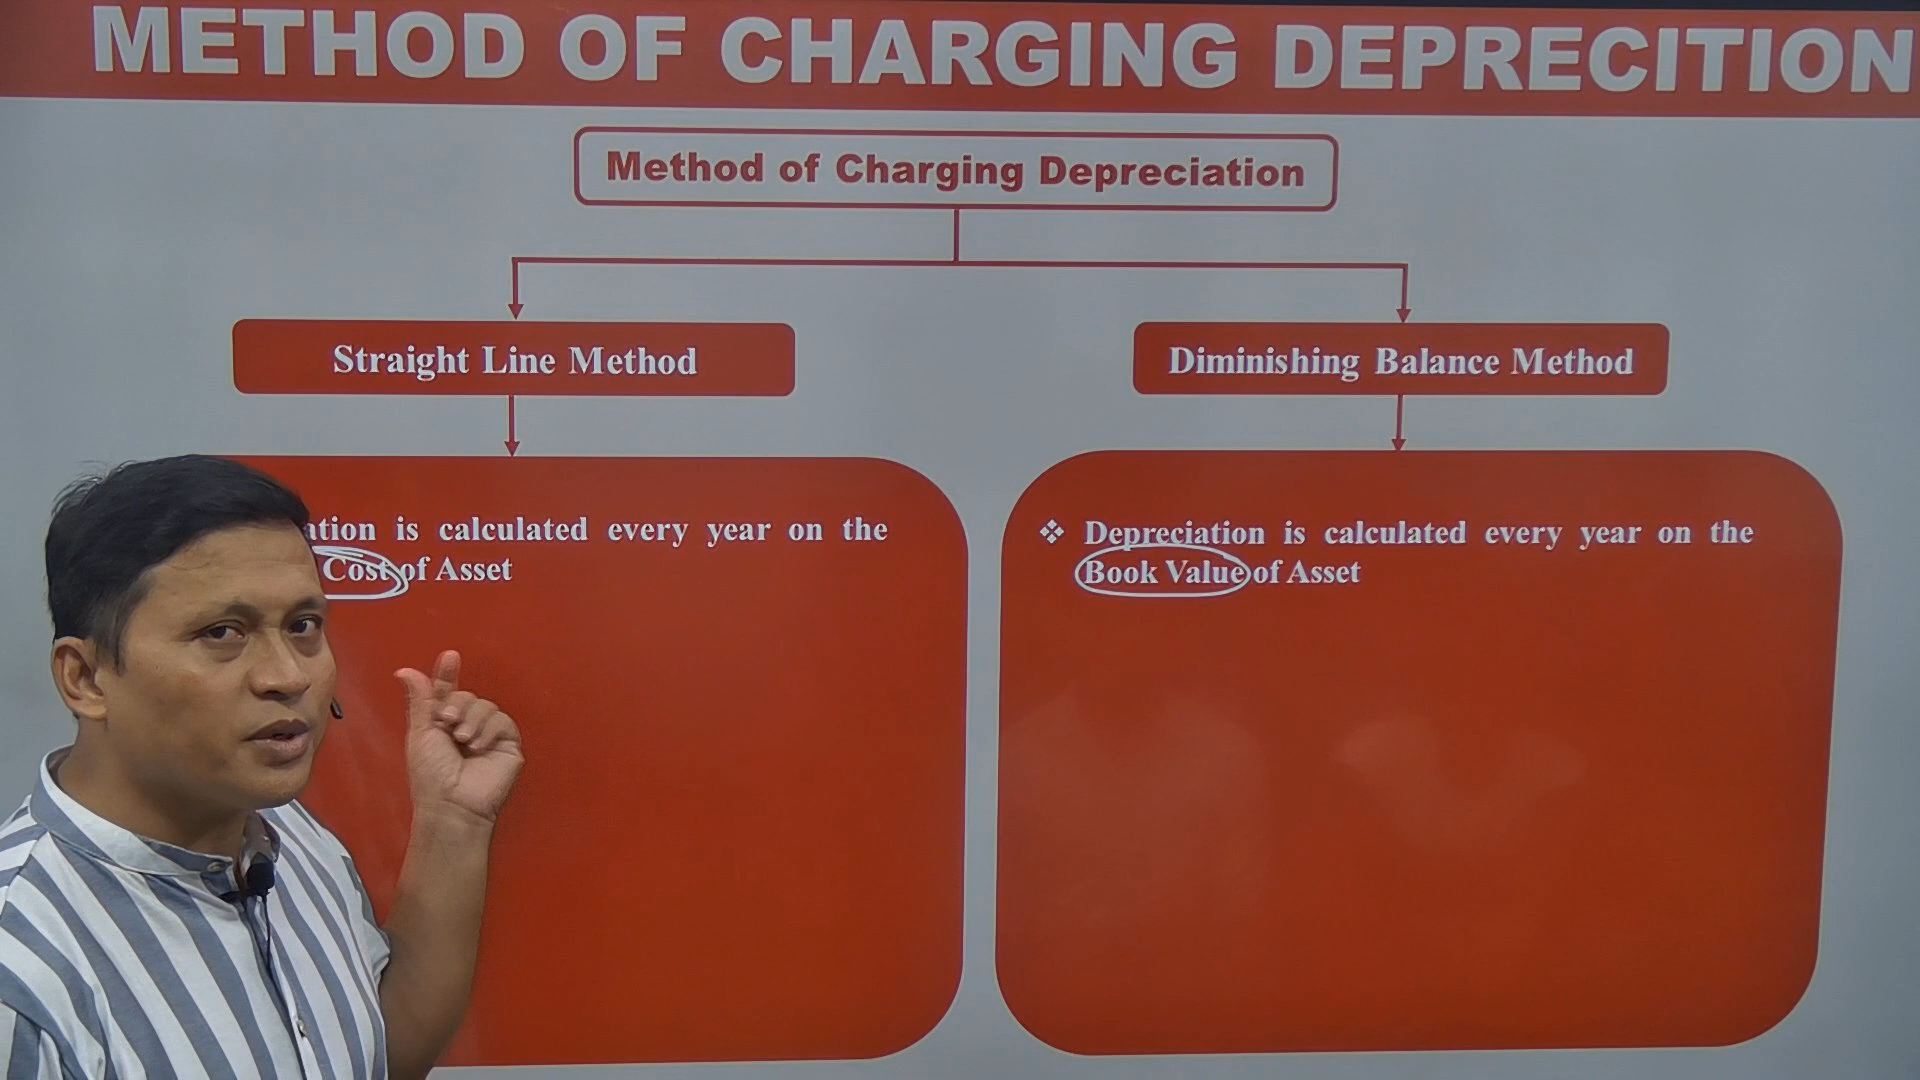 METHOD OF CHARGING DEPRECITION
Method of Charging Depreciation
Straight Line Method
Diminishing Balance Method
is calculated every year on the
Cost of Asset
❖ Depreciation is calculated every year on the
Book Value of Asset